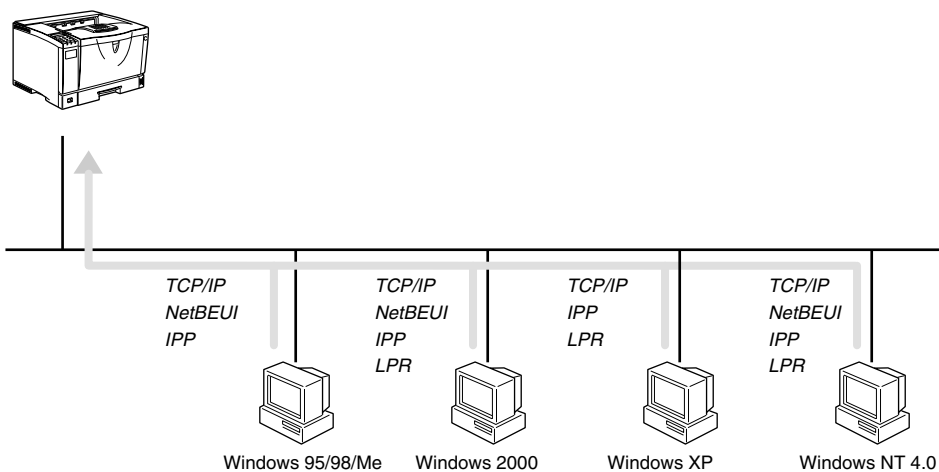 TCP/IP
NetBEUI
IPP
TCP/IP
NetBEUI
IPP
LPR
TCP/IP
IPP
LPR
TCP/IP
NetBEUI
IPP
LPR
Windows 95/98/Me
Windows 2000
Windows XP
Windows NT 4.0